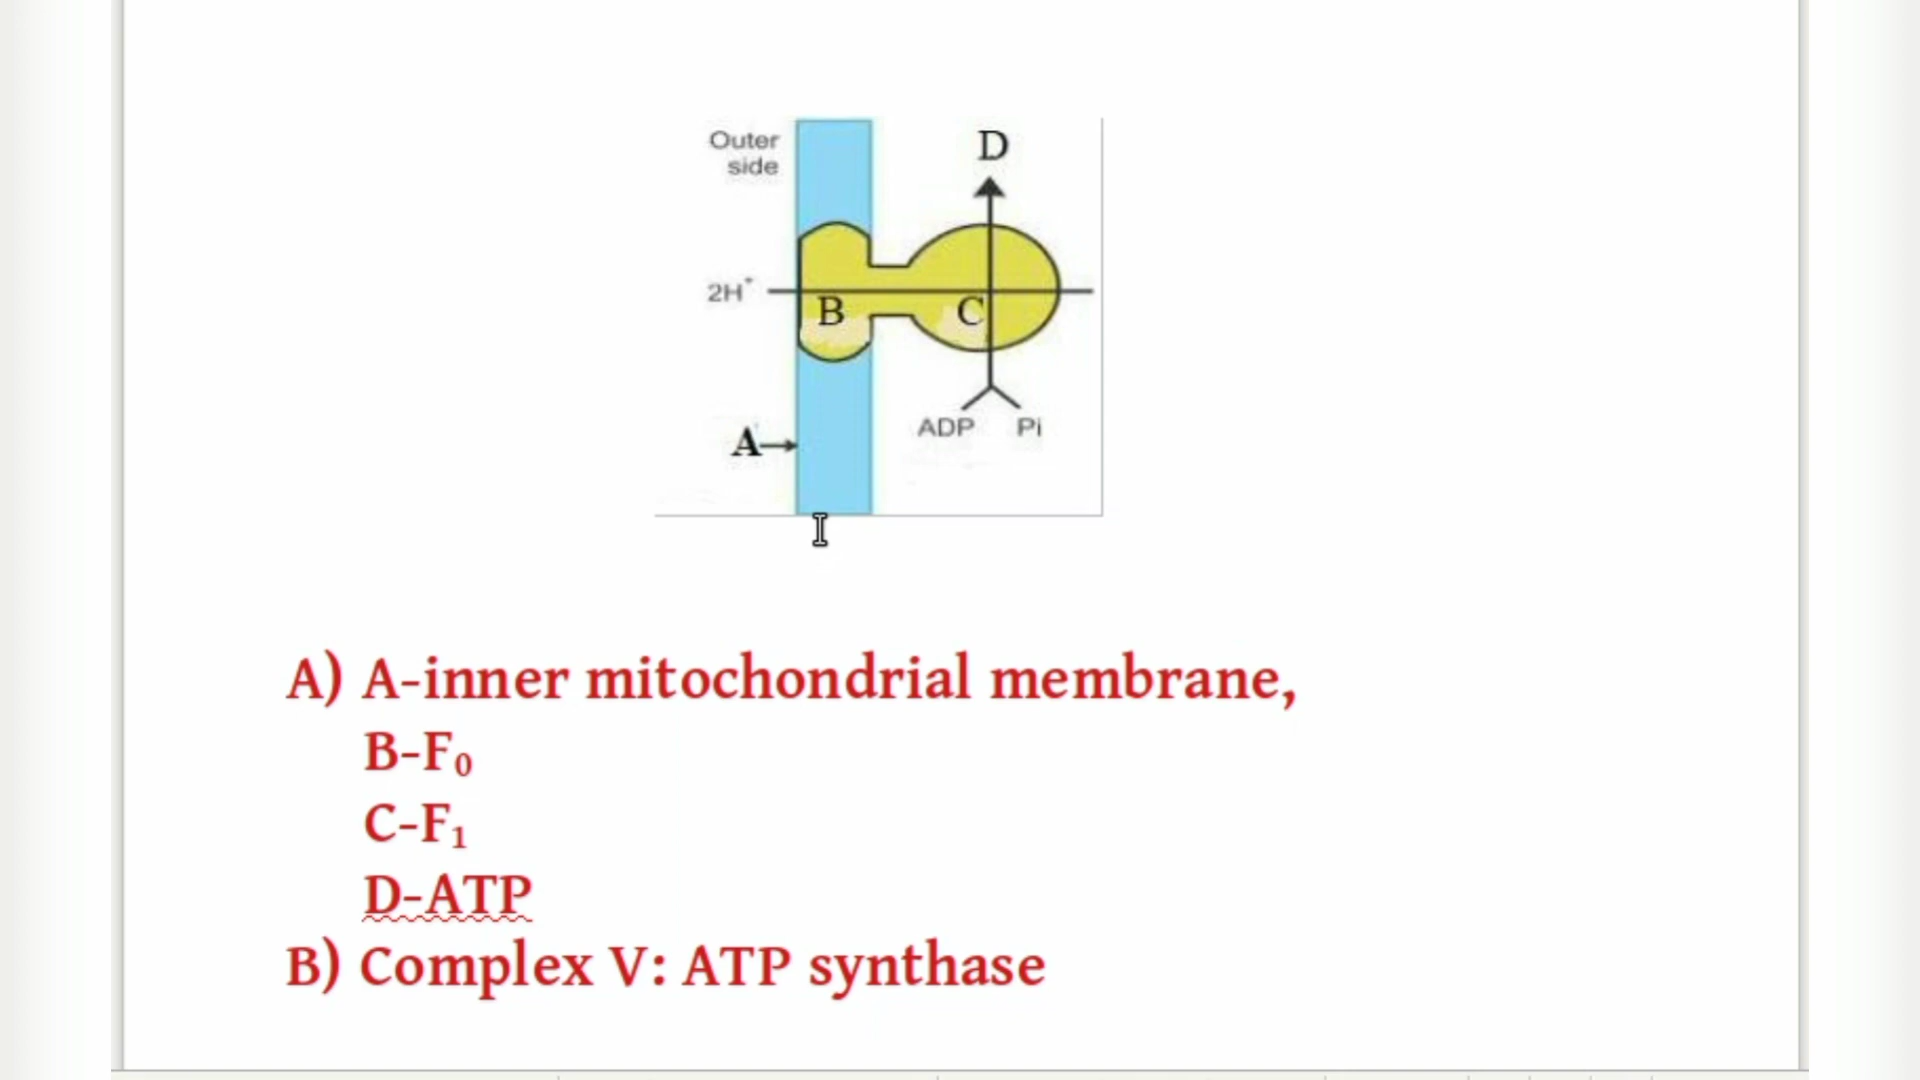 Outer
side
D
2H⁺
B
C
A
ADP Pi
A) A-inner mitochondrial membrane,
B-F₀
C-F₁
D-ATP
B) Complex V: ATP synthase